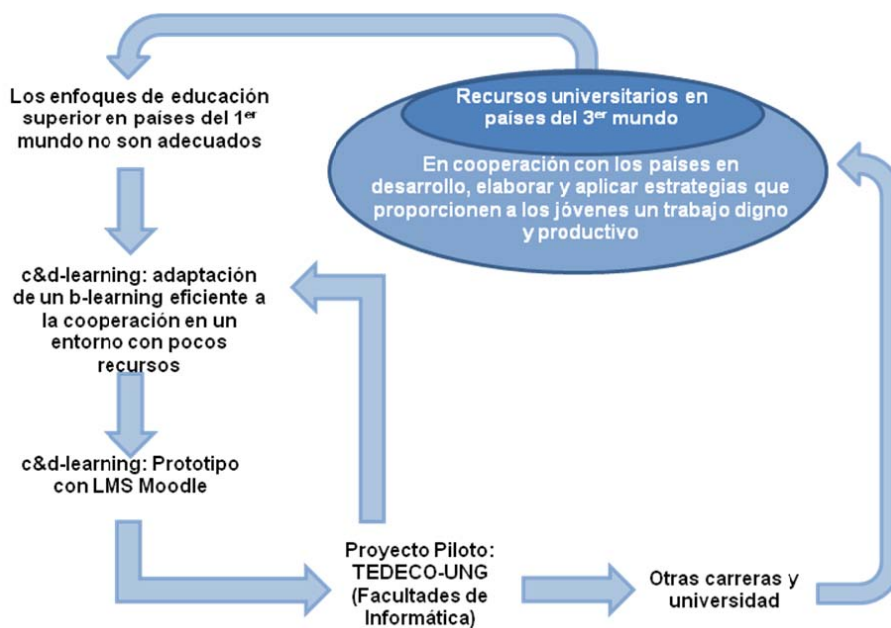 Los enfoques de educación
superior en países del 1er
mundo no son adecuados
Recursos universitarios en
países del 3er mundo
En cooperación con los países en
desarrollo, elaborar y aplicar estrategias que
proporcionen a los jóvenes un trabajo digno
y productivo
c&d-learning: adaptación
de un b-learning eficiente a
la cooperación en un
entorno con pocos
recursos
c&d-learning: Prototipo
con LMS Moodle
Proyecto Piloto:
TEDECO-UNG
(Facultades de
Informática)
Otras carreras y
universidad